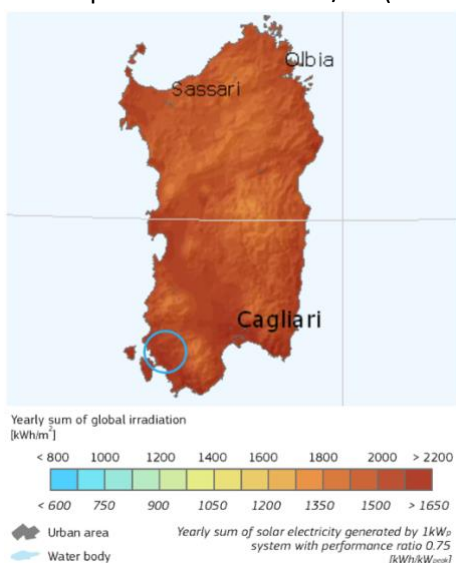 Olbia
Sassari
Cagliari
Yearly sum of global irradiation
[kWh/m²]
< 800 1000 1200 1400 1600 1800 2000 > 2200
< 600 750 900 1050 1200 1350 1500 > 1650
Urban area
Water body
Yearly sum of solar electricity generated by 1kWp
system with performance ratio 0.75
[kWh/kWpeak]